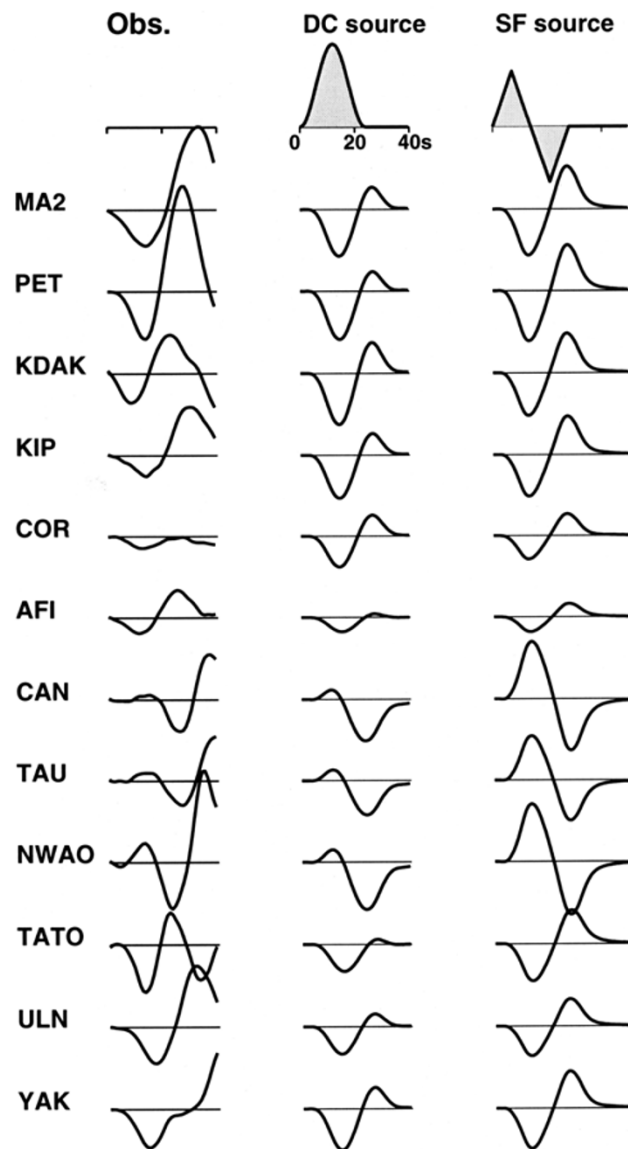 Obs. DC source SF source
0 20 40s
MA2
PET
KDAK
KIP
COR
AFI
CAN
TAU
NWAO
TATO
ULN
YAK